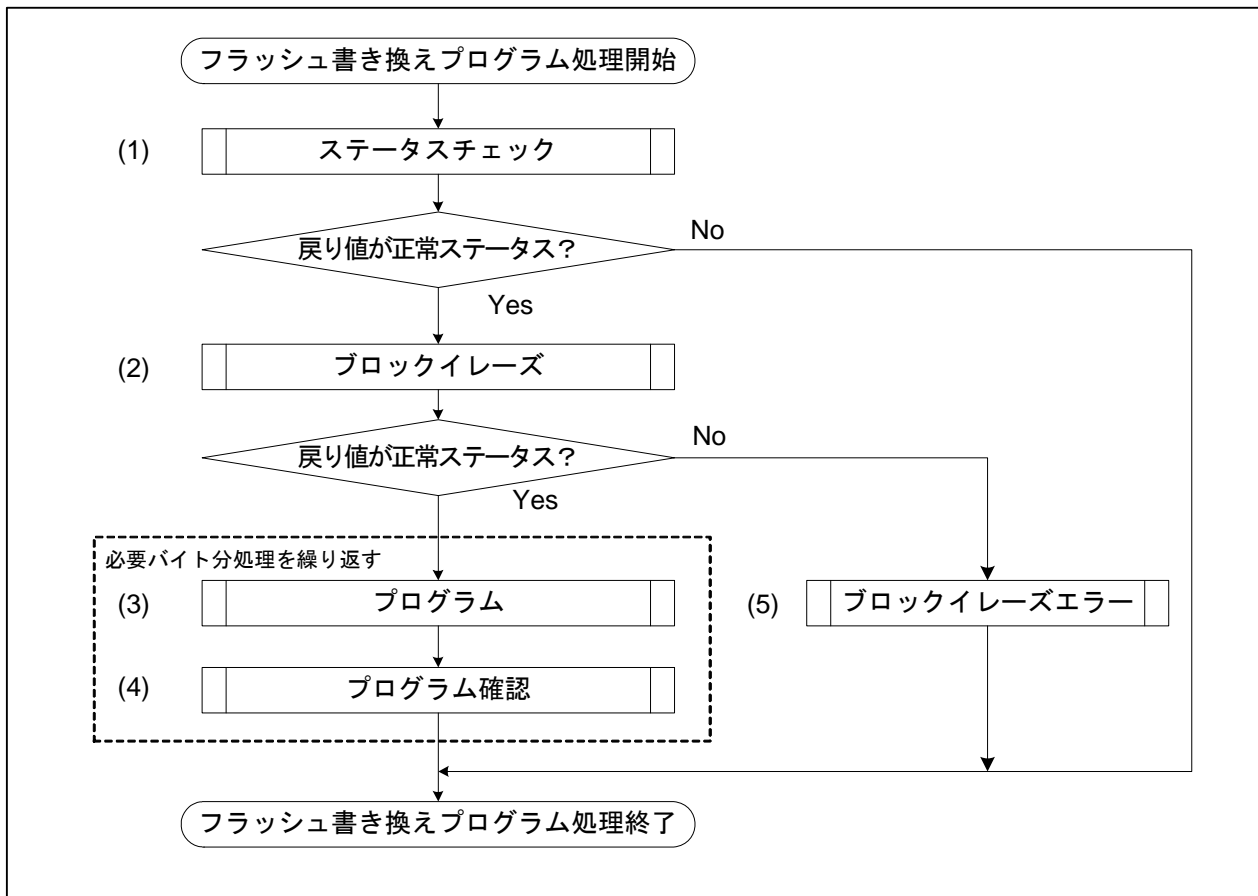 フラッシュ書き換えプログラム処理開始
(1)
ステータスチェック
戻り値が正常ステータス?
No
Yes
(2)
ブロックイレーズ
戻り値が正常ステータス?
No
Yes
必要バイト分処理を繰り返す
(3)
プログラム
(5)
ブロックイレーズエラー
(4)
プログラム確認
フラッシュ書き換えプログラム処理終了